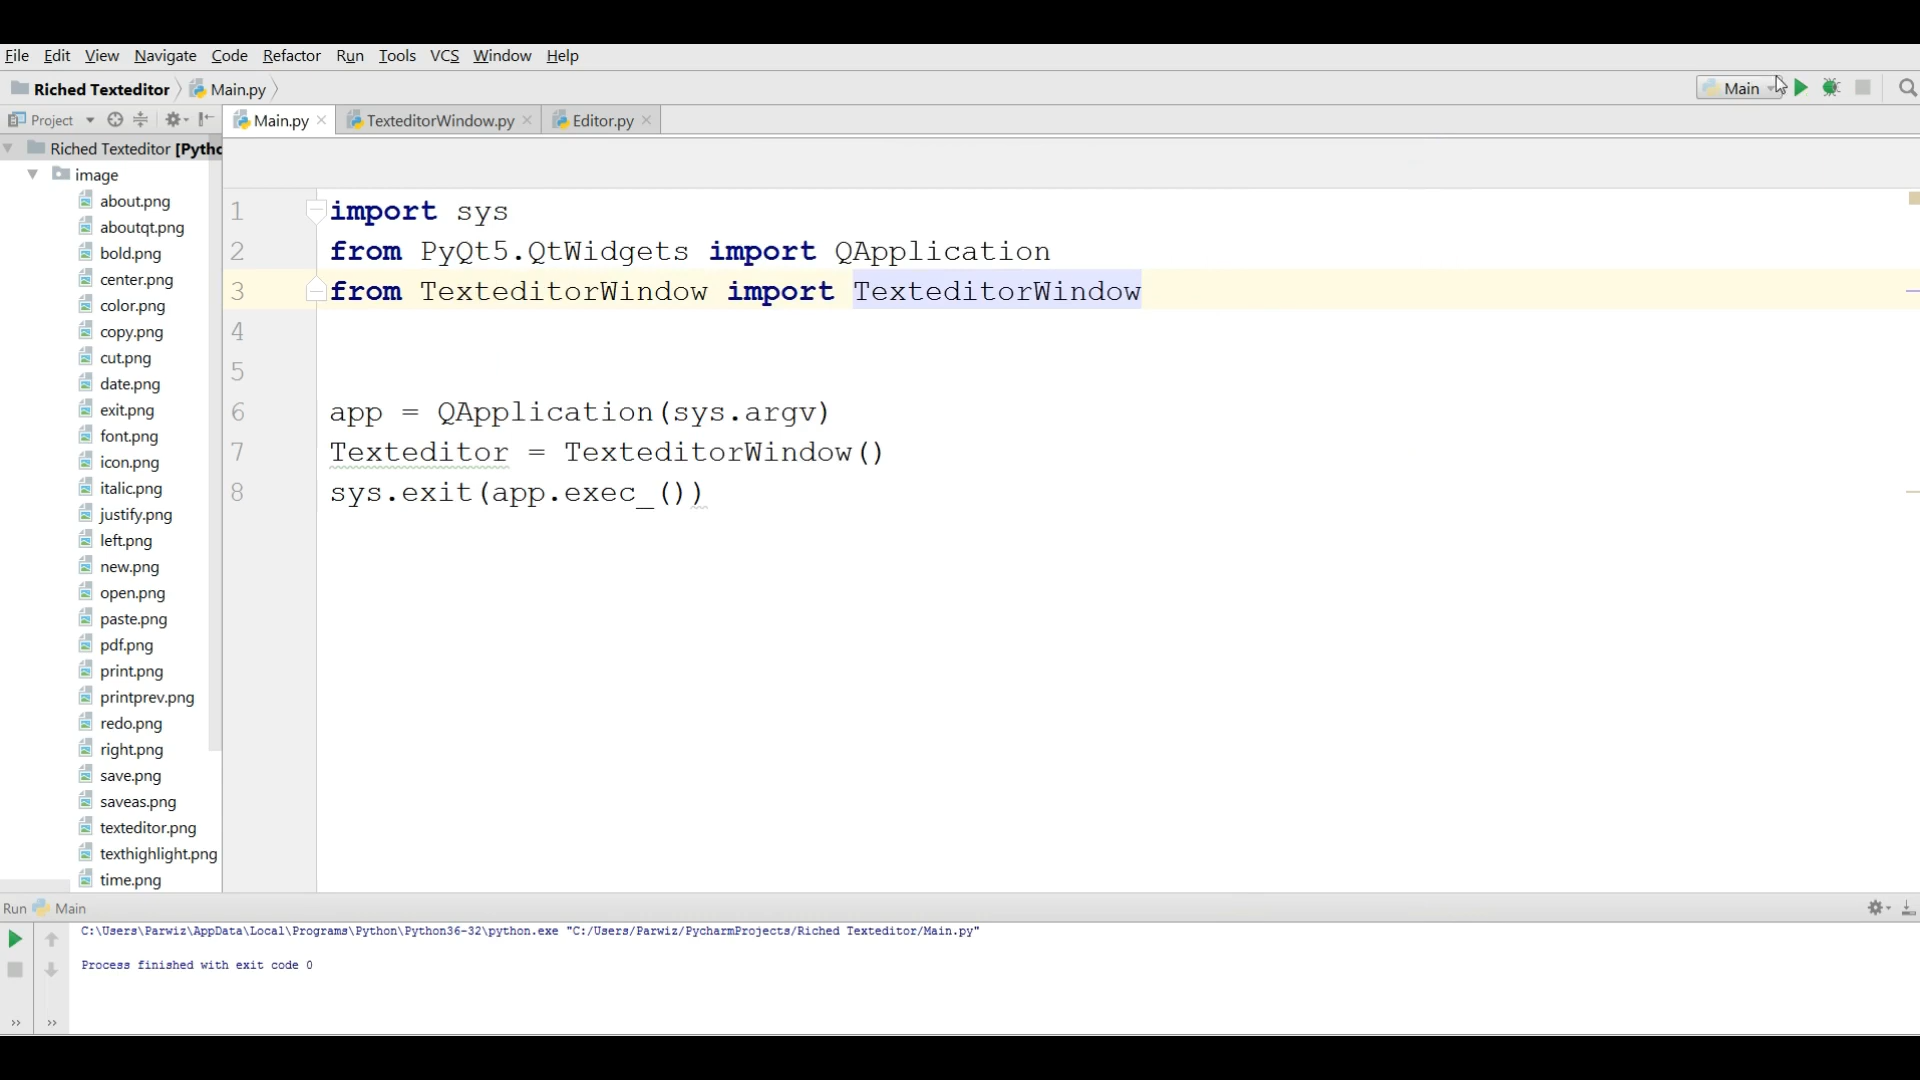 File Edit View Navigate Code Refactor Run Tools VCS Window Help
Riched Texteditor Main.py Main
Project Main.py TexteditorWindow.py Editor.py
Riched Texteditor [Pytho
image
about.png
aboutqt.png
bold.png
center.png
color.png
copy.png
cut.png
date.png
exit.png
font.png
icon.png
italic.png
justify.png
left.png
new.png
open.png
paste.png
pdf.png
print.png
printprev.png
redo.png
right.png
save.png
saveas.png
texteditor.png
texthighlight.png
time.png
1 import sys
2 from PyQt5.QtWidgets import QApplication
3 from TexteditorWindow import TexteditorWindow
4
5
6 app = QApplication(sys.argv)
7 Texteditor = TexteditorWindow()
8 sys.exit(app.exec_())
Run Main
C:\Users\Parwiz\AppData\Local\Programs\Python\Python36-32\python.exe "C:/Users/Parwiz/PycharmProjects/Riched Texteditor/Main.py"
Process finished with exit code 0